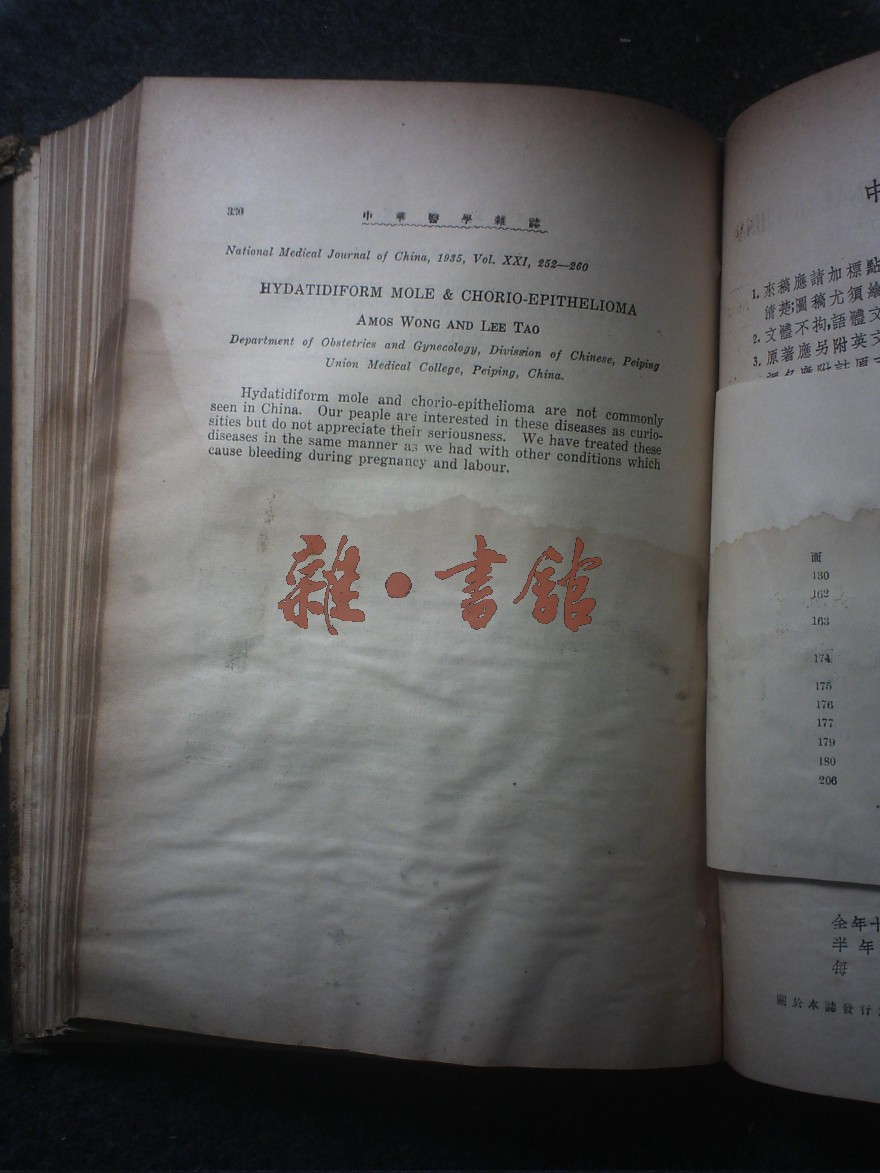 330
中華醫學雜誌
National Medical Journal of China, 1935, Vol. XXI, 252—260
HYDATIDIFORM MOLE & CHORIO-EPITHELIOMA
AMOS WONG AND LEE TAO
Department of Obstetrics and Gynecology, Division of Chinese, Peiping
Union Medical College, Peiping, China.
Hydatidiform mole and chorio-epithelioma are not commonly
seen in China. Our peaple are interested in these diseases as curio-
sities but do not appreciate their seriousness. We have treated these
diseases in the same manner as we had with other conditions which
cause bleeding during pregnancy and labour.
雜·書館
中
1. 來稿應請加標點
清楚;圖稿尤須繪
2. 文體不拘,語體文
3. 原著應另附英文
面
130
162
163
174
175
176
177
179
180
206
全年十
半年
每
關於本誌發行